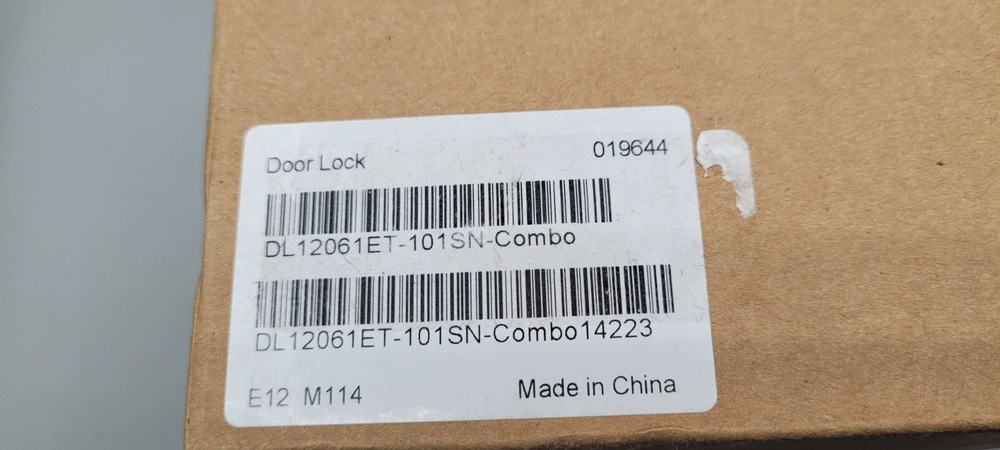 Door Lock 019644
DL12061ET-101SN-Combo
DL12061ET-101SN-Combo14223
E12 M114 Made in China